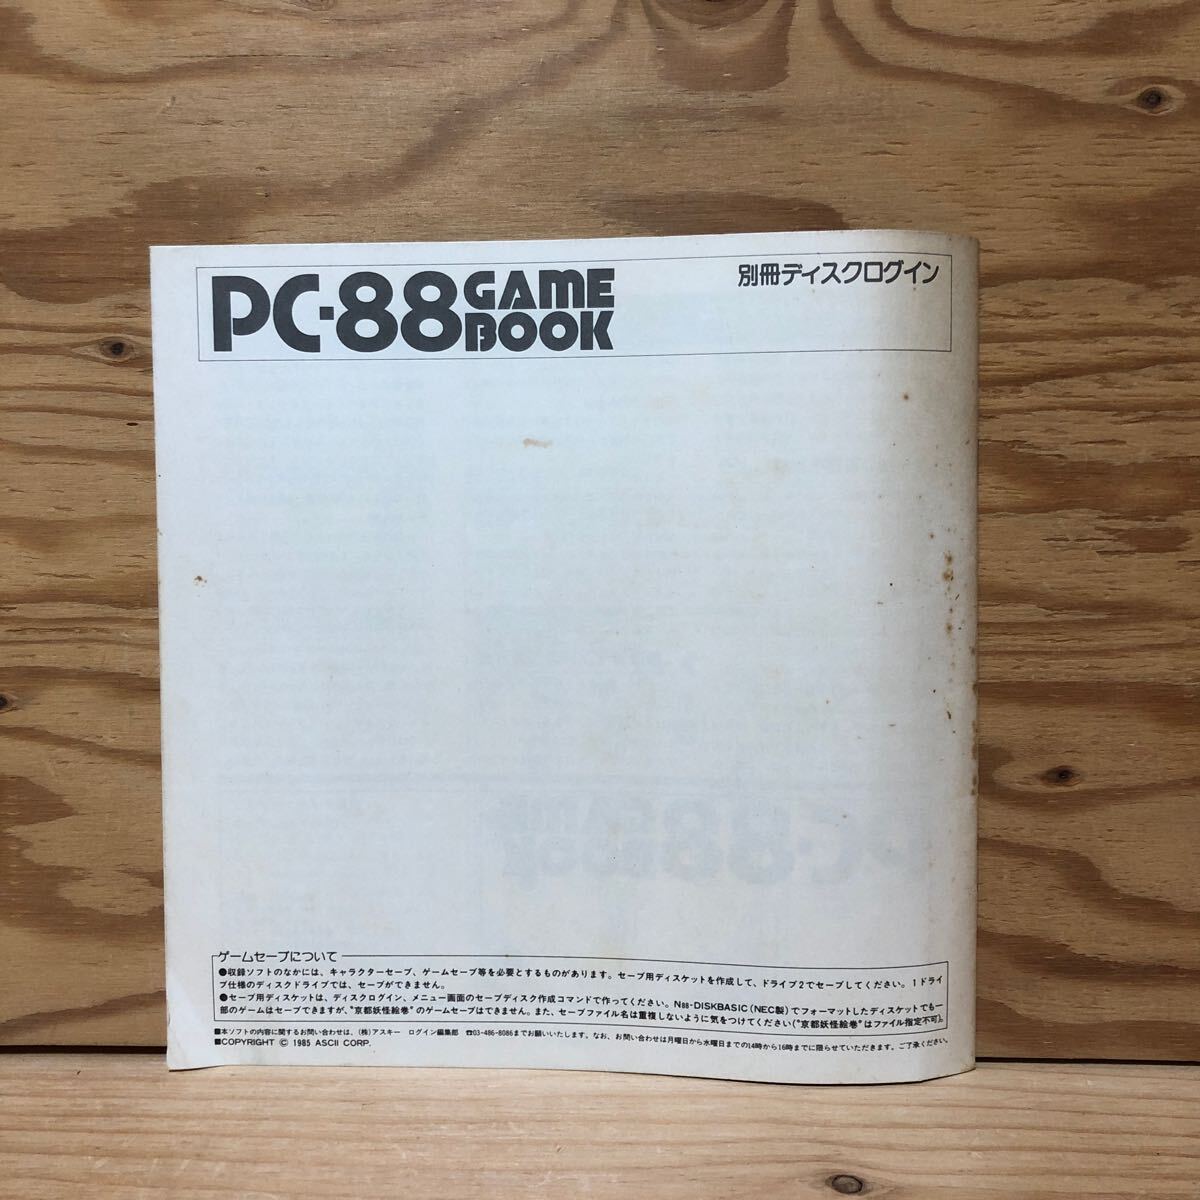 PC-88 GAME BOOK
別冊ディスクログイン
ゲームセーブについて
●収録ソフトのなかには、キャラクターセーブ、ゲームセーブ等を必要とするものがあります。セーブ用ディスケットを作成して、ドライブ2でセーブしてください。1ドライ
ブ仕様のディスクドライブでは、セーブができません。
●セーブ用ディスケットは、ディスクログイン、メニュー画面のセーブディスク作成コマンドで作ってください。N88-DISKBASIC(NEC製)でフォーマットしたディスケットでも一
部のゲームはセーブできますが、"京都妖怪絵巻"のゲームセーブはできません。また、セーブファイル名は重複しないように気をつけてください("京都妖怪絵巻"はファイル指定不可)。
■本ソフトの内容に関するお問い合わせは、(株)アスキー ログイン編集部 ☎03-486-8086までお願いいたします。なお、お問い合わせは月曜日から水曜日までの14時から16時までに限らせていただきます。ご了承ください。
■COPYRIGHT © 1985 ASCII CORP.